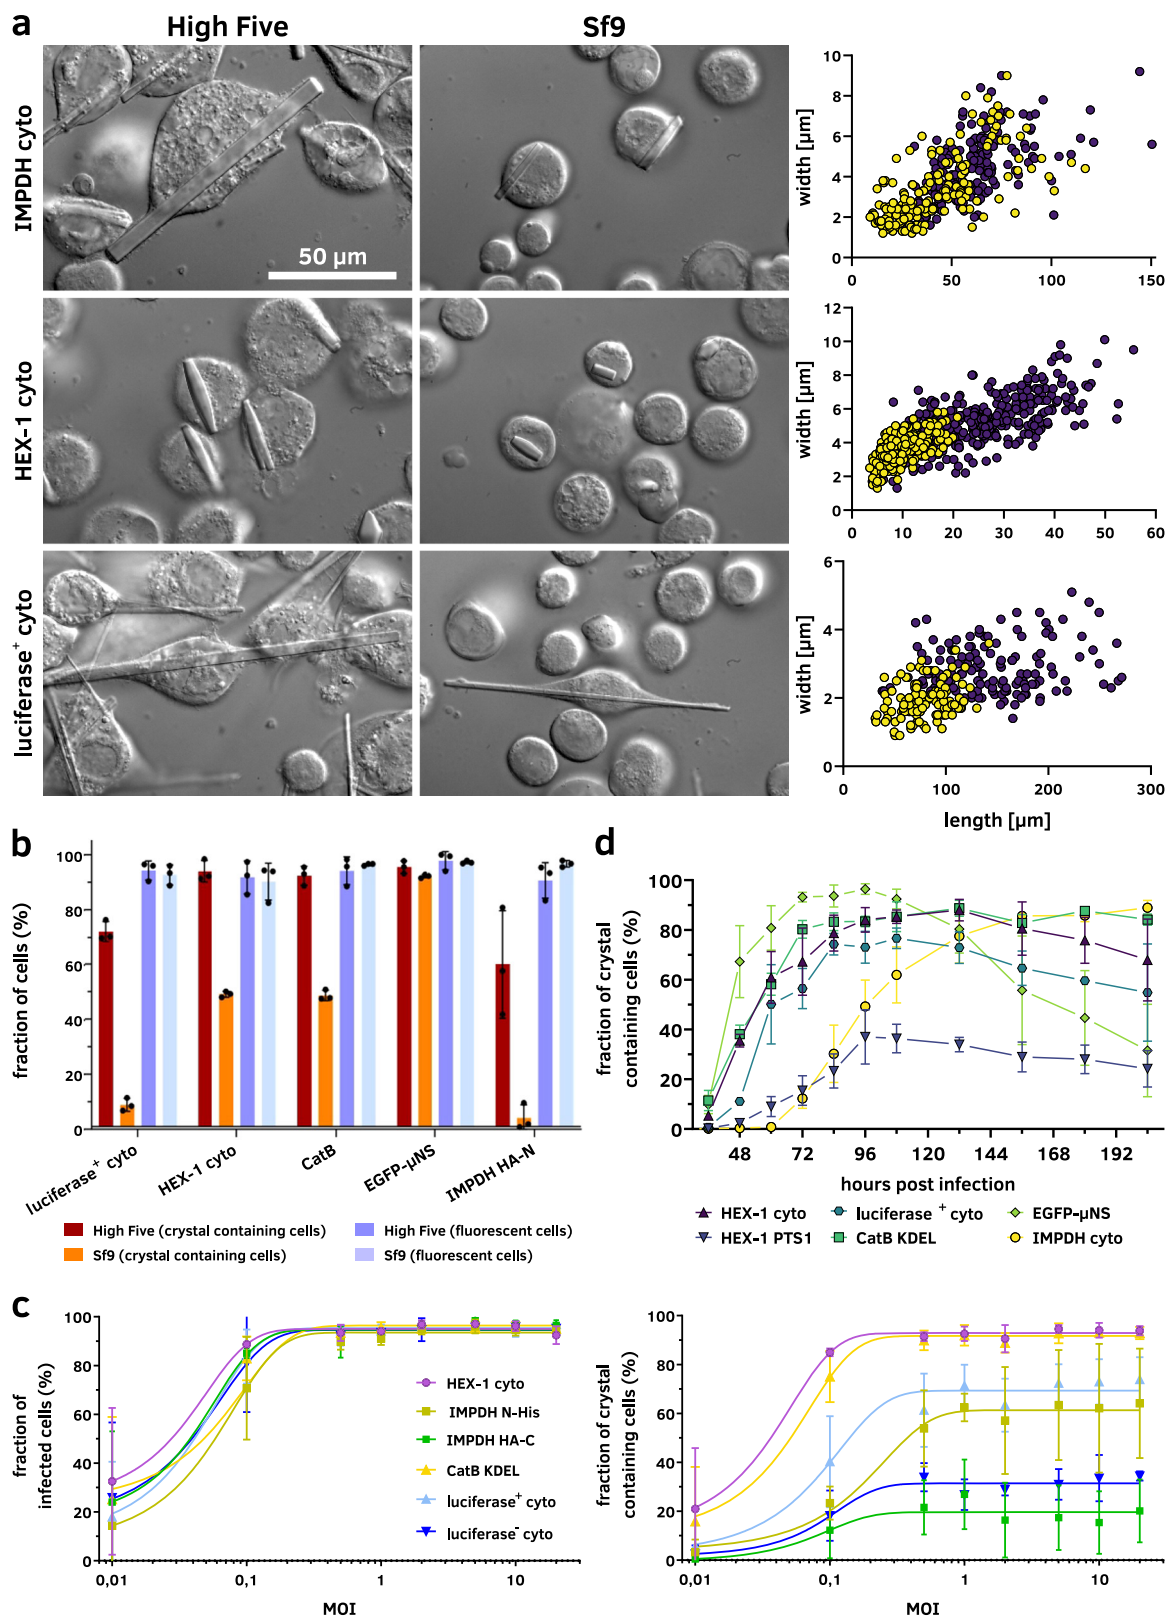 a
High Five
Sf9
IMPDH cyto
50 µm
width [µm]
10
8
6
4
2
0
0
50
100
150
HEX-1 cyto
width [µm]
12
10
8
6
4
2
0
0
10
20
30
40
50
60
luciferase+ cyto
width [µm]
6
4
2
0
0
100
200
300
length [µm]
b
fraction of cells (%)
100
80
60
40
20
0
luciferase+ cyto
HEX-1 cyto
CatB
EGFP-µNS
IMPDH HA-N
High Five (crystal containing cells)
High Five (fluorescent cells)
Sf9 (crystal containing cells)
Sf9 (fluorescent cells)
d
fraction of crystal
containing cells (%)
100
80
60
40
20
0
48
72
96
120
144
168
192
hours post infection
HEX-1 cyto
luciferase + cyto
EGFP-µNS
HEX-1 PTS1
CatB KDEL
IMPDH cyto
c
fraction of
infected cells (%)
100
80
60
40
20
0
0,01
0,1
1
10
MOI
HEX-1 cyto
IMPDH N-His
IMPDH HA-C
CatB KDEL
luciferase+ cyto
luciferase- cyto
fraction of crystal
containing cells (%)
100
80
60
40
20
0
0,01
0,1
1
10
MOI